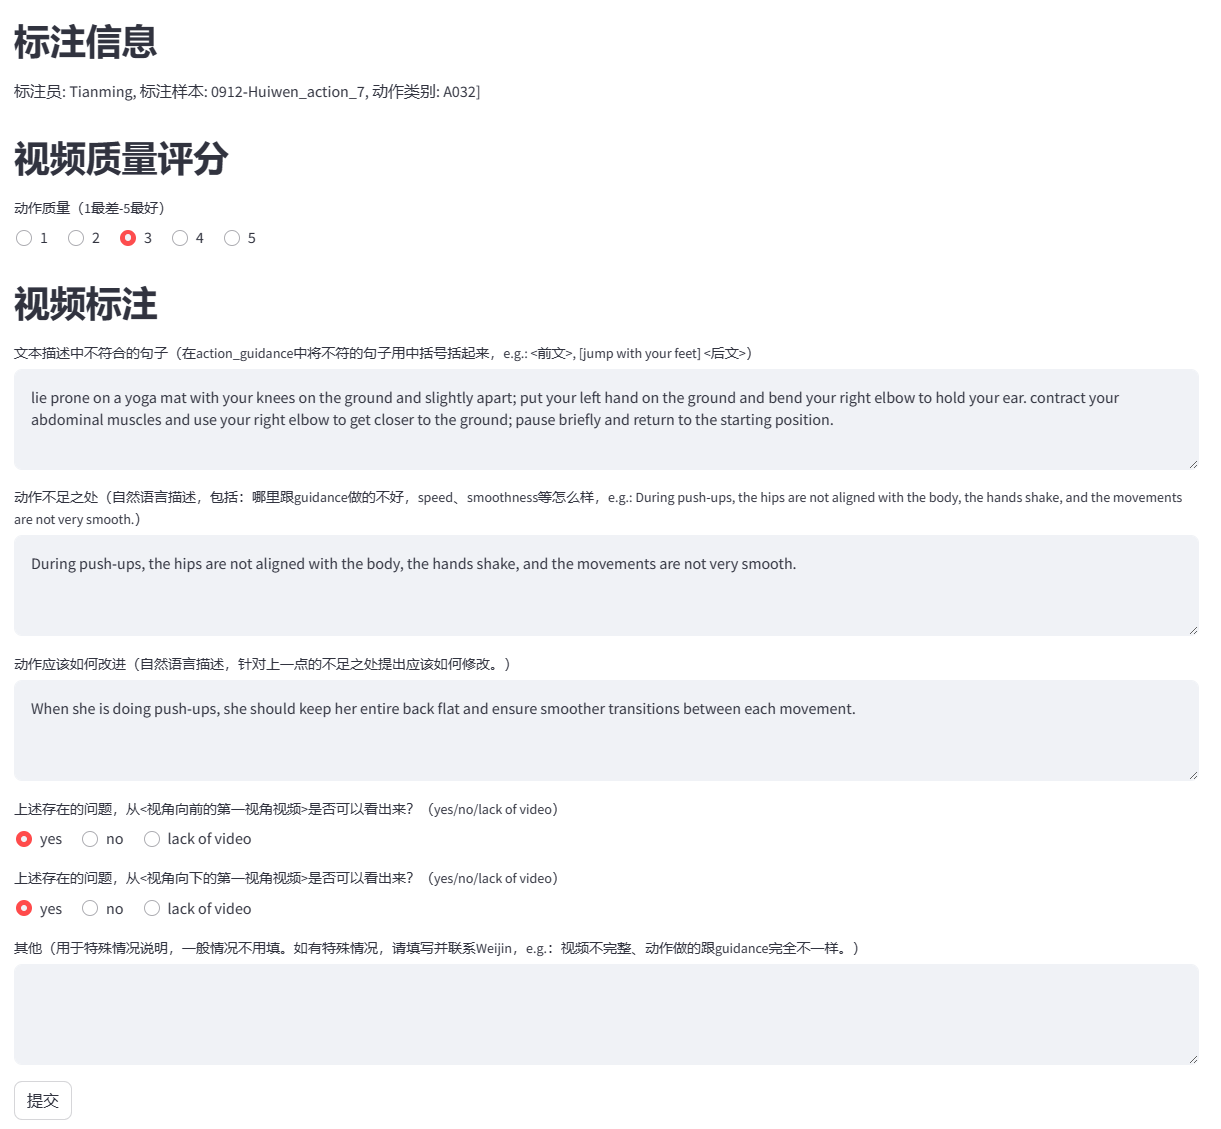 标注信息
标注员: Tianming, 标注样本: 0912-Huiwen_action_7, 动作类别: A032]
视频质量评分
动作质量（1最差-5最好）
1 2 3 4 5
视频标注
文本描述中不符合的句子（在action_guidance中将不符的句子用中括号括起来，e.g.: <前文>, [jump with your feet] <后文>）
lie prone on a yoga mat with your knees on the ground and slightly apart; put your left hand on the ground and bend your right elbow to hold your ear. contract your
abdominal muscles and use your right elbow to get closer to the ground; pause briefly and return to the starting position.
动作不足之处（自然语言描述，包括：哪里跟guidance做的不好，speed、smoothness等怎么样，e.g.: During push-ups, the hips are not aligned with the body, the hands shake, and the movements
are not very smooth.）
During push-ups, the hips are not aligned with the body, the hands shake, and the movements are not very smooth.
动作应该如何改进（自然语言描述，针对上一点的不足之处提出应该如何修改。）
When she is doing push-ups, she should keep her entire back flat and ensure smoother transitions between each movement.
上述存在的问题，从<视角向前的第一视角视频>是否可以看出来？（yes/no/lack of video）
yes no lack of video
上述存在的问题，从<视角向下的第一视角视频>是否可以看出来？（yes/no/lack of video）
yes no lack of video
其他（用于特殊情况说明，一般情况不用填。如有特殊情况，请填写并联系Weijin，e.g.：视频不完整、动作做的跟guidance完全不一样。）
提交